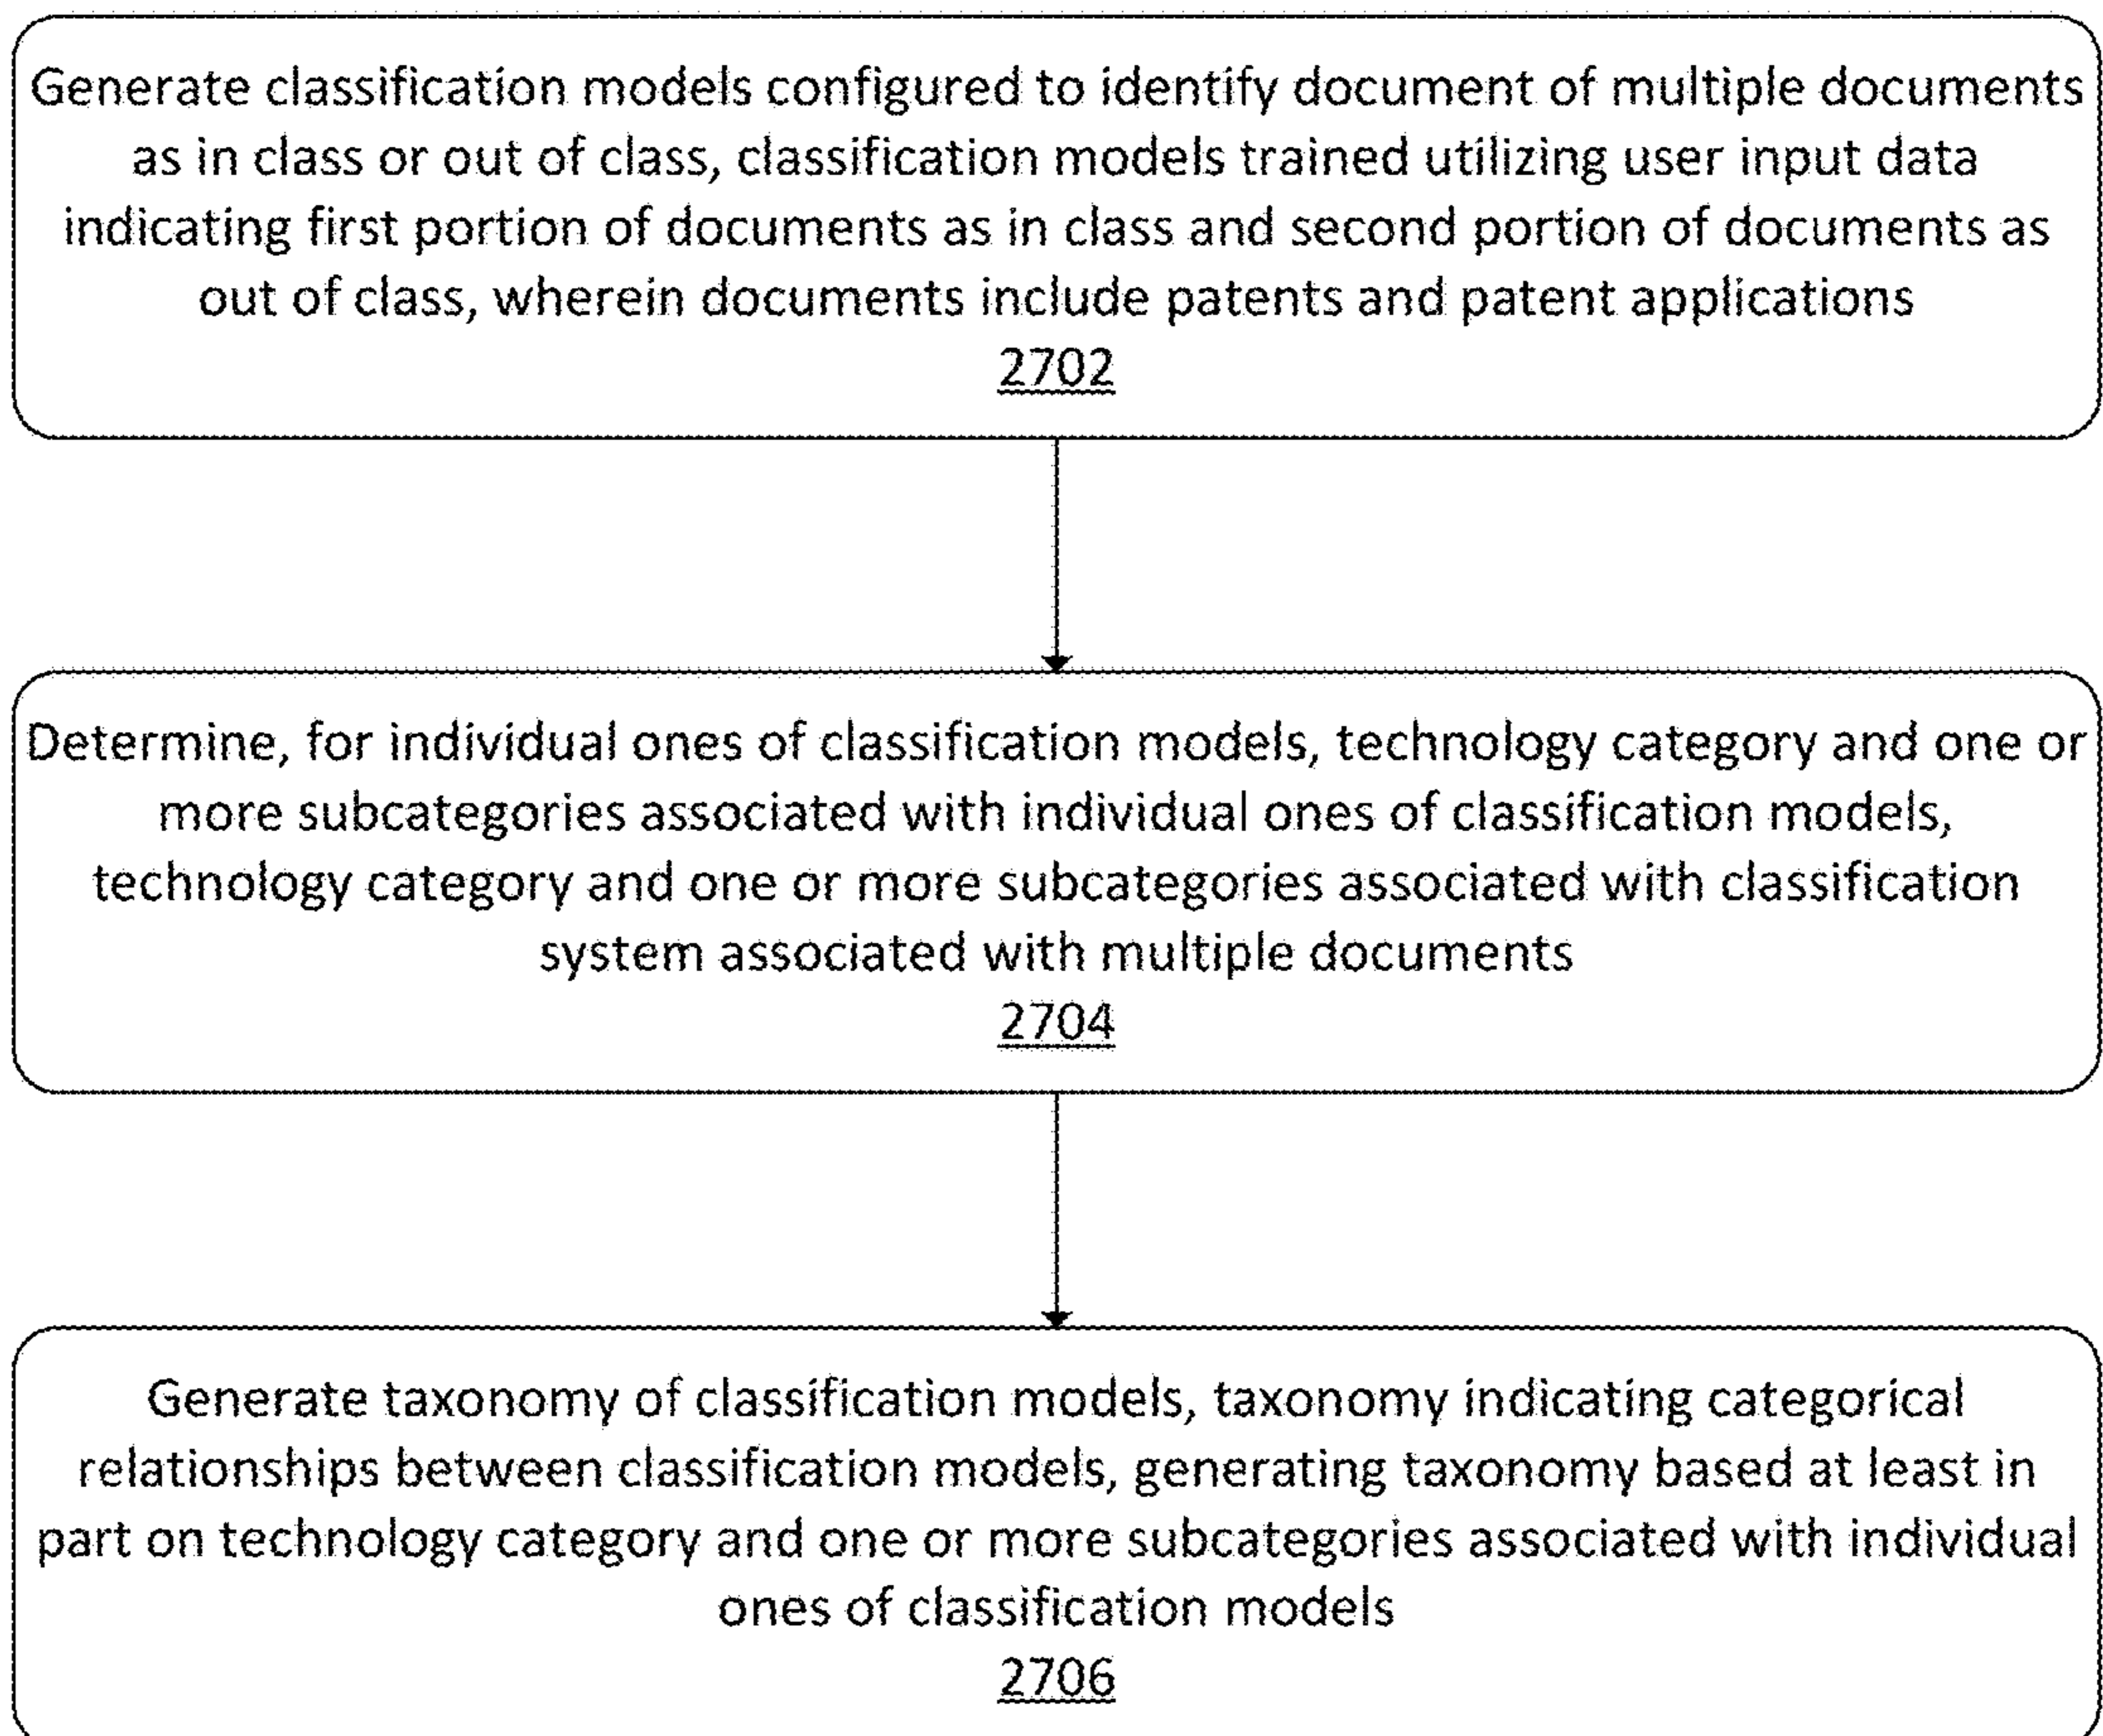 Generate classification models configured to identify document of multiple documents
as in class or out of class, classification models trained utilizing user input data
indicating first portion of documents as in class and second portion of documents as
out of class, wherein documents include patents and patent applications
2702
Determine, for individual ones of classification models, technology category and one or
more subcategories associated with individual ones of classification models,
technology category and one or more subcategories associated with classification
system associated with multiple documents
2704
Generate taxonomy of classification models, taxonomy indicating categorical
relationships between classification models, generating taxonomy based at least in
part on technology category and one or more subcategories associated with individual
ones of classification models
2706